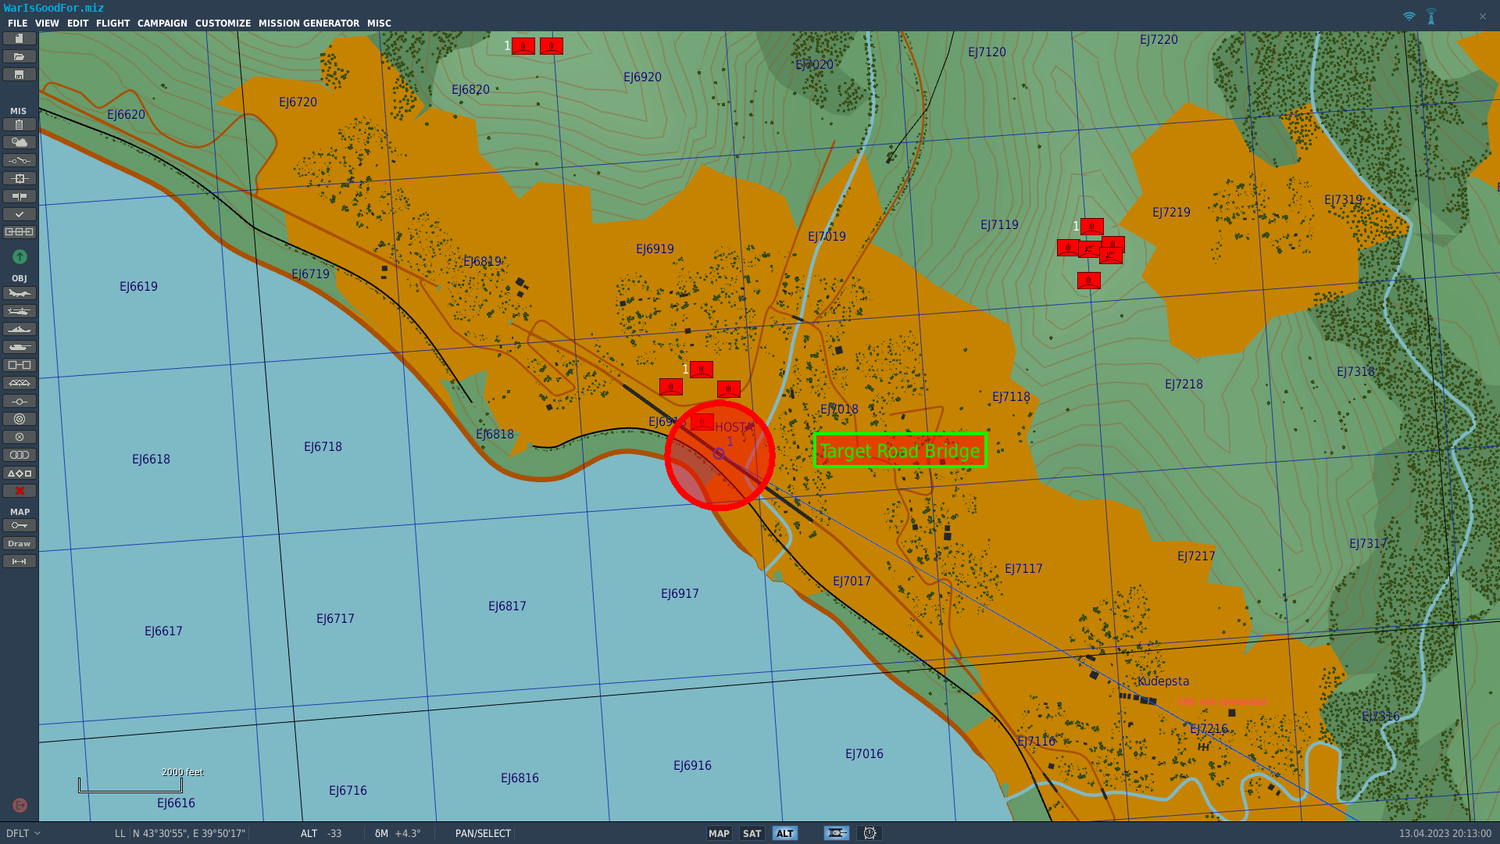 WarIsGoodFor.miz
FILE VIEW EDIT FLIGHT CAMPAIGN CUSTOMIZE MISSION GENERATOR MISC
MIS
OBJ
MAP
Draw
1
EJ7220
EJ7120
EJ7020
EJ6920
EJ6820
EJ6720
EJ6620
EJ7319
EJ7219
EJ7119
1
EJ7019
EJ6919
EJ6819
EJ6719
EJ6619
EJ7318
EJ7218
EJ7118
EJ7018
1
HOSTA
1
EJ6818
EJ6718
EJ6618
Target Road Bridge
EJ7317
EJ7217
EJ7117
EJ7017
EJ6917
EJ6817
EJ6717
EJ6617
Kudepsta
EJ7316
EJ7216
EJ7116
EJ7016
EJ6916
EJ6816
EJ6716
EJ6616
2000 feet
DFLT LL N 43°30'55", E 39°50'17" ALT -33 δM +4.3° PAN/SELECT MAP SAT ALT 13.04.2023 20:13:00